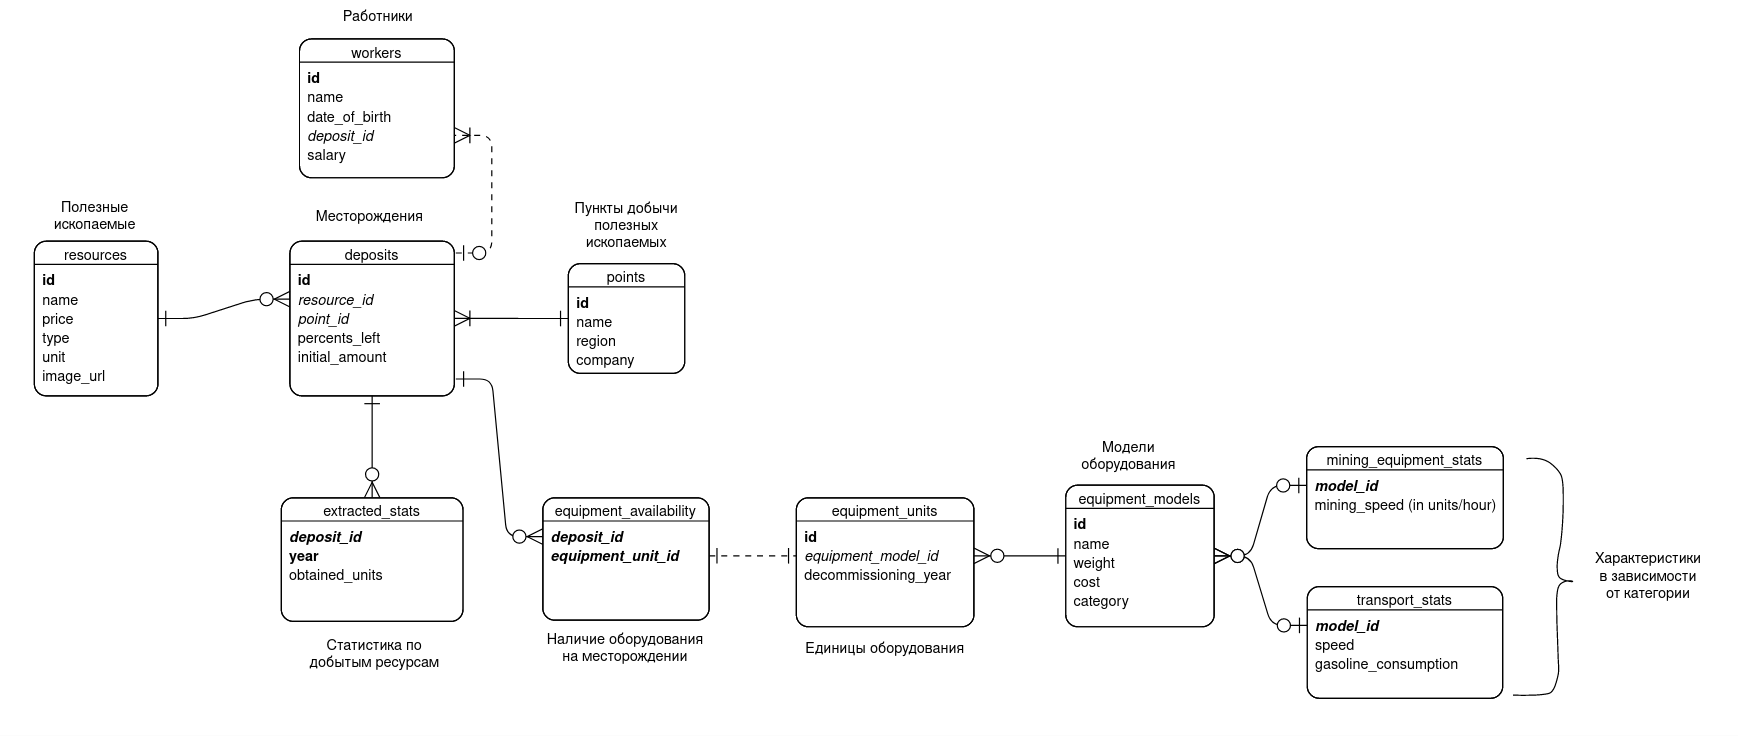 Работники
workers
id
name
date_of_birth
deposit_id
salary
Полезные
ископаемые
resources
id
name
price
type
unit
image_url
Месторождения
deposits
id
resource_id
point_id
percents_left
initial_amount
Пункты добычи
полезных
ископаемых
points
id
name
region
company
extracted_stats
deposit_id
year
obtained_units
Статистика по
добытым ресурсам
equipment_availability
deposit_id
equipment_unit_id
Наличие оборудования
на месторождении
equipment_units
id
equipment_model_id
decommissioning_year
Единицы оборудования
Модели
оборудования
equipment_models
id
name
weight
cost
category
mining_equipment_stats
model_id
mining_speed (in units/hour)
transport_stats
model_id
speed
gasoline_consumption
Характеристики
в зависимости
от категории